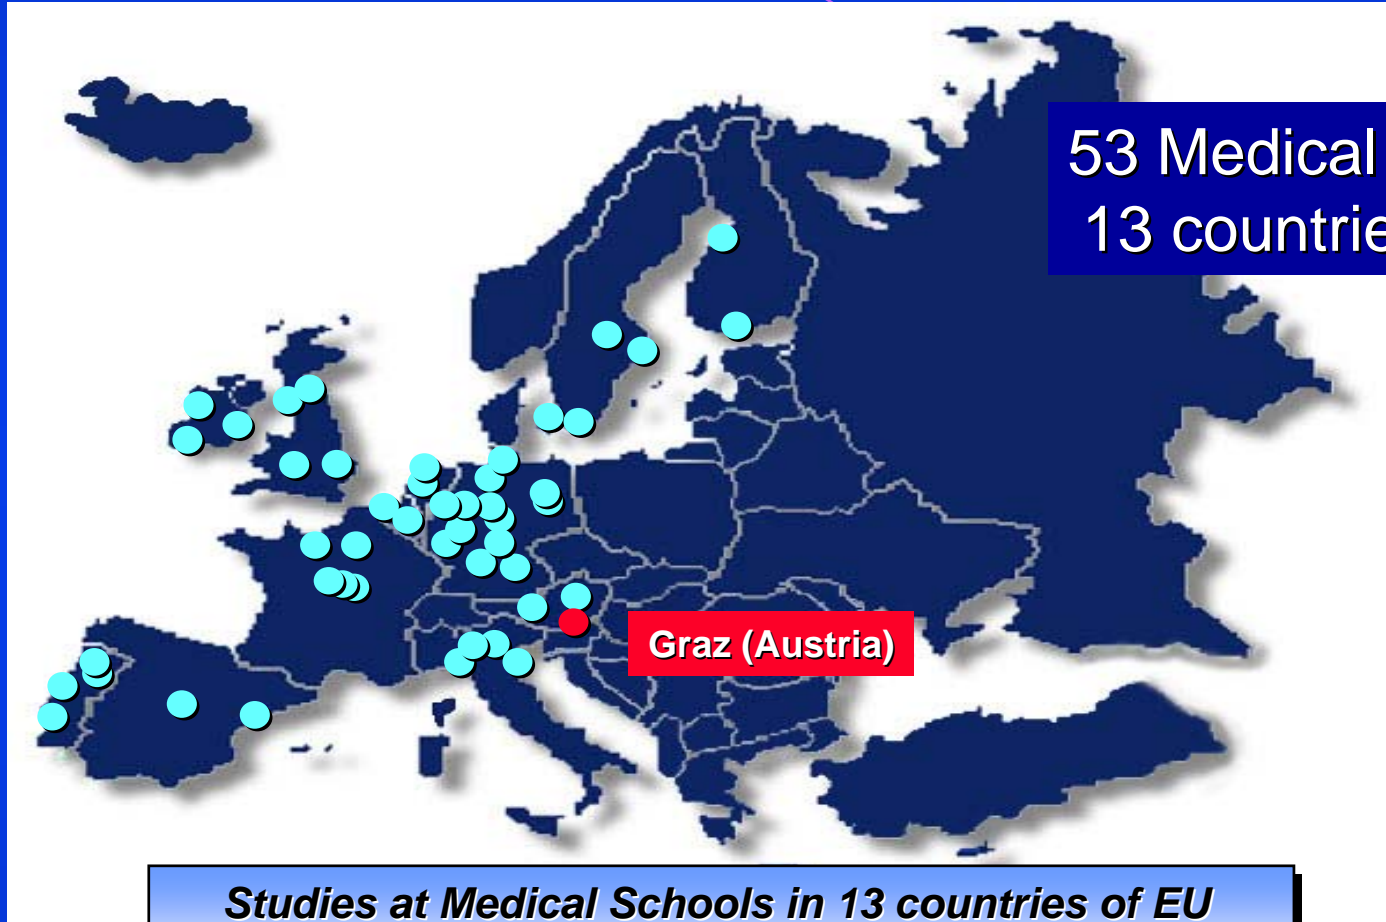 53 Medical
13 countrie
Graz (Austria)
Studies at Medical Schools in 13 countries of EU